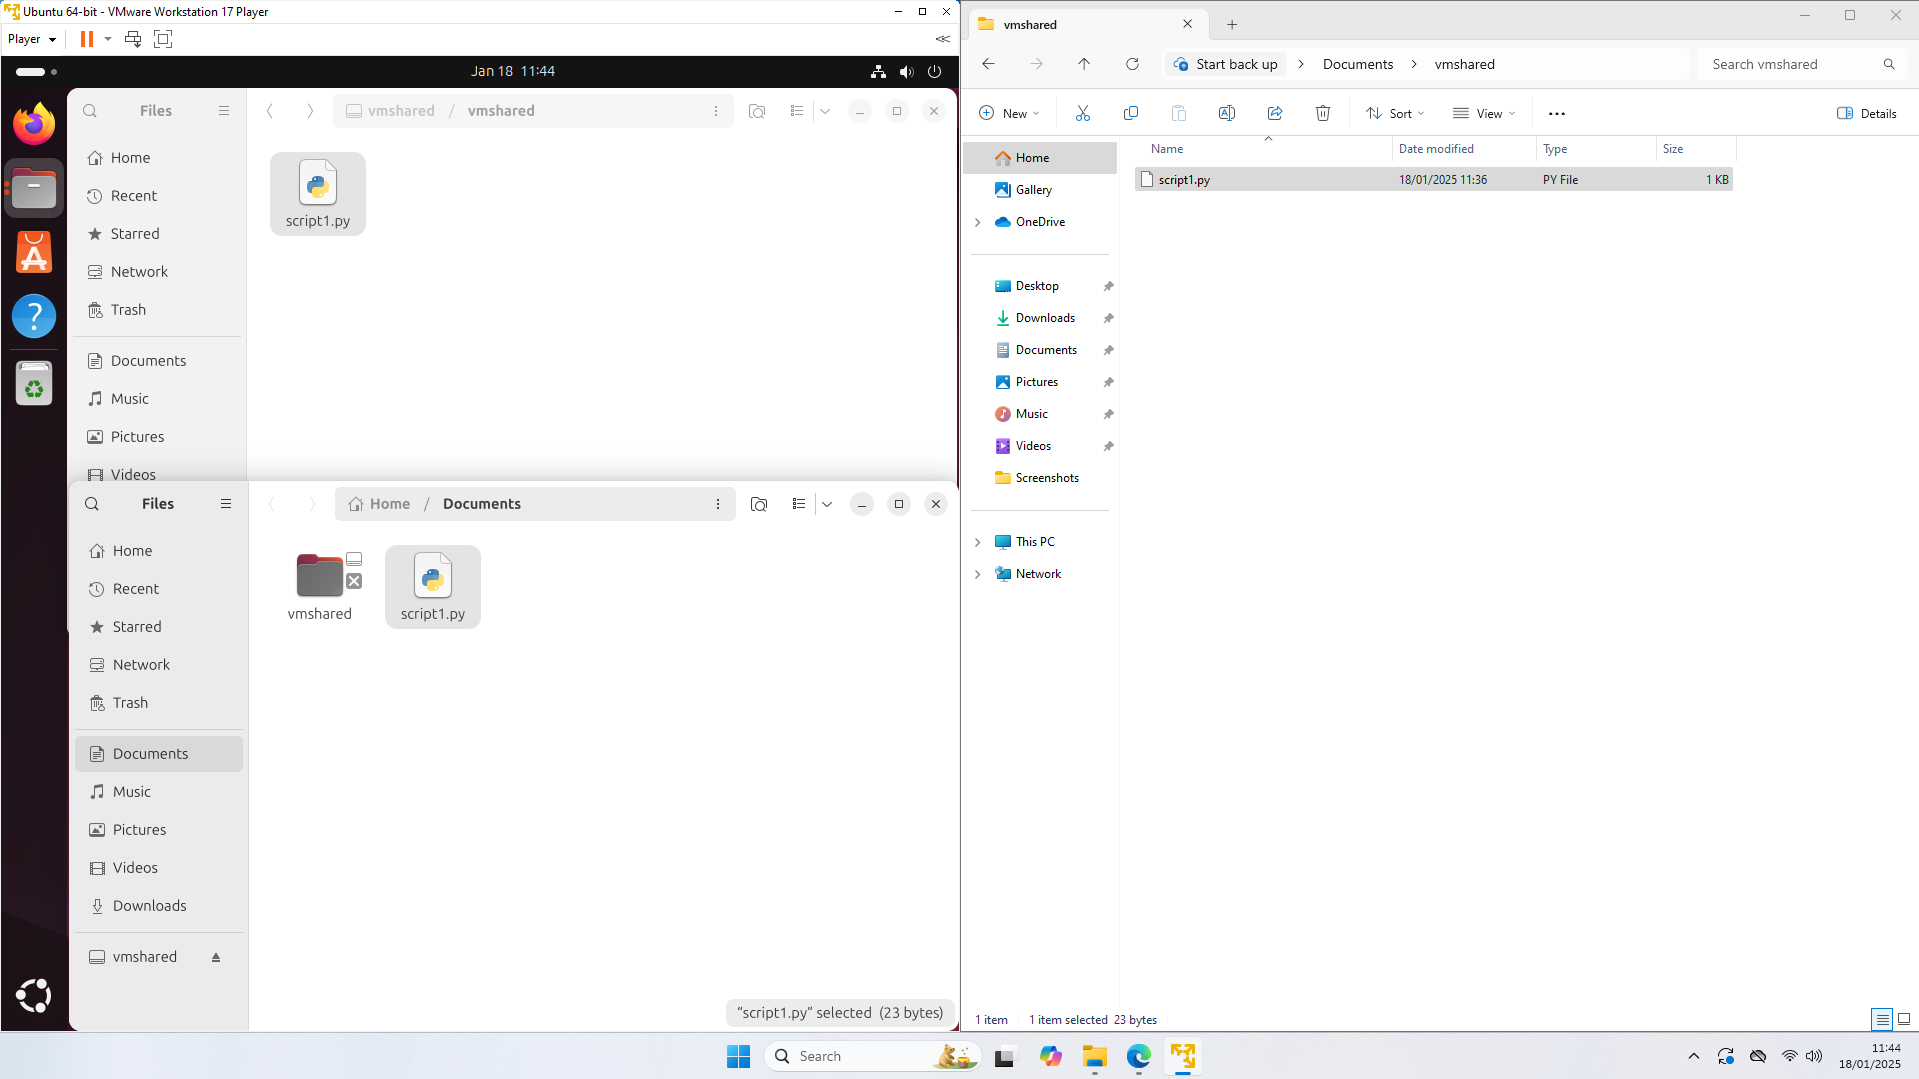 Ubuntu 64-bit - VMware Workstation 17 Player
Player
Jan 18 11:44
Files
vmshared / vmshared
Home
Recent
Starred
Network
Trash
Documents
Music
Pictures
Videos
script1.py
Files
Home / Documents
Home
Recent
Starred
Network
Trash
Documents
Music
Pictures
Videos
Downloads
vmshared
vmshared
script1.py
“script1.py” selected (23 bytes)
vmshared
Start back up > Documents > vmshared
Search vmshared
New
Sort
View
Details
Home
Gallery
OneDrive
Desktop
Downloads
Documents
Pictures
Music
Videos
Screenshots
This PC
Network
Name Date modified Type Size
script1.py 18/01/2025 11:36 PY File 1 KB
1 item 1 item selected 23 bytes
Search
11:44
18/01/2025